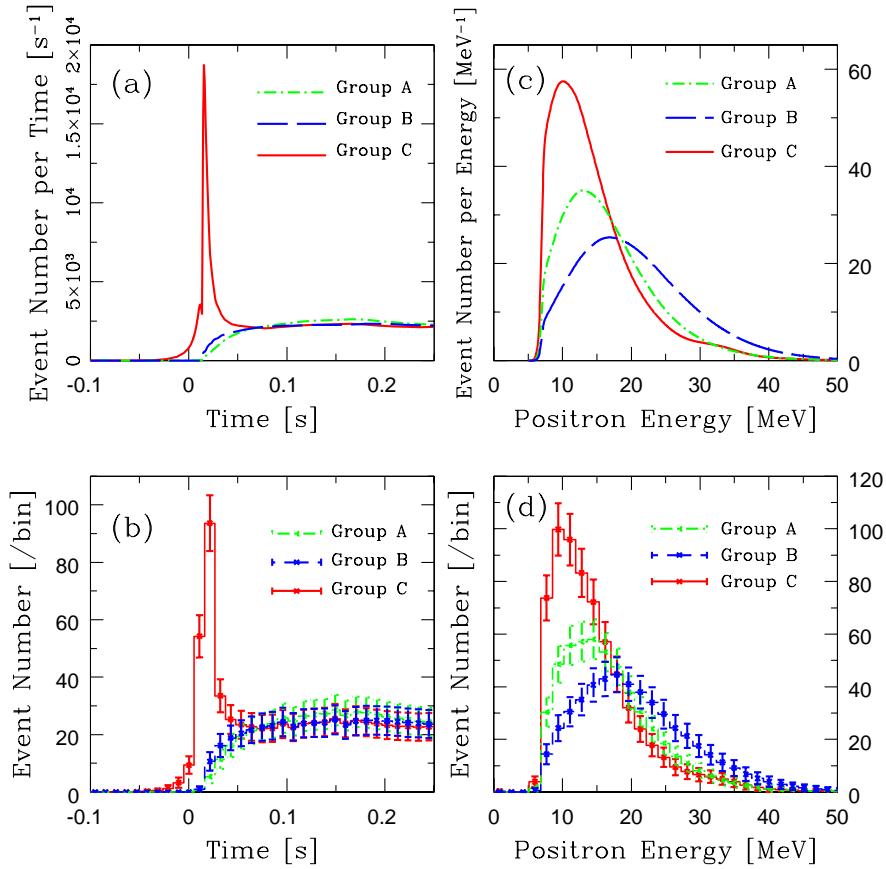 Event Number per Time [s⁻¹]
2×10⁴
1.5×10⁴
10⁴
5×10³
0
(a)
Group A
Group B
Group C
-0.1
0
0.1
0.2
Time [s]
Event Number per Energy [MeV⁻¹]
(c)
Group A
Group B
Group C
60
40
20
0
0
10
20
30
40
50
Positron Energy [MeV]
Event Number [/bin]
100
80
60
40
20
0
(b)
Group A
Group B
Group C
-0.1
0
0.1
0.2
Time [s]
Event Number [/bin]
(d)
Group A
Group B
Group C
120
100
80
60
40
20
0
0
10
20
30
40
50
Positron Energy [MeV]